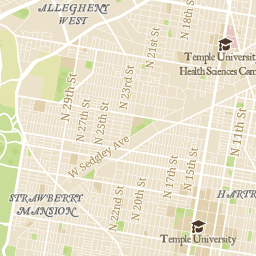 ALLEGHENY
WEST
N 18th St
N 21st St
Temple Universit
Health Sciences Cam
N 29th St
N 27th St
N 25th St
N 23rd St
N 11th St
W Sedgley Ave
N 17th St
N 15th St
STRAWBERRY
MANSION
N 22nd St
N 20th St
HARTR
Temple University